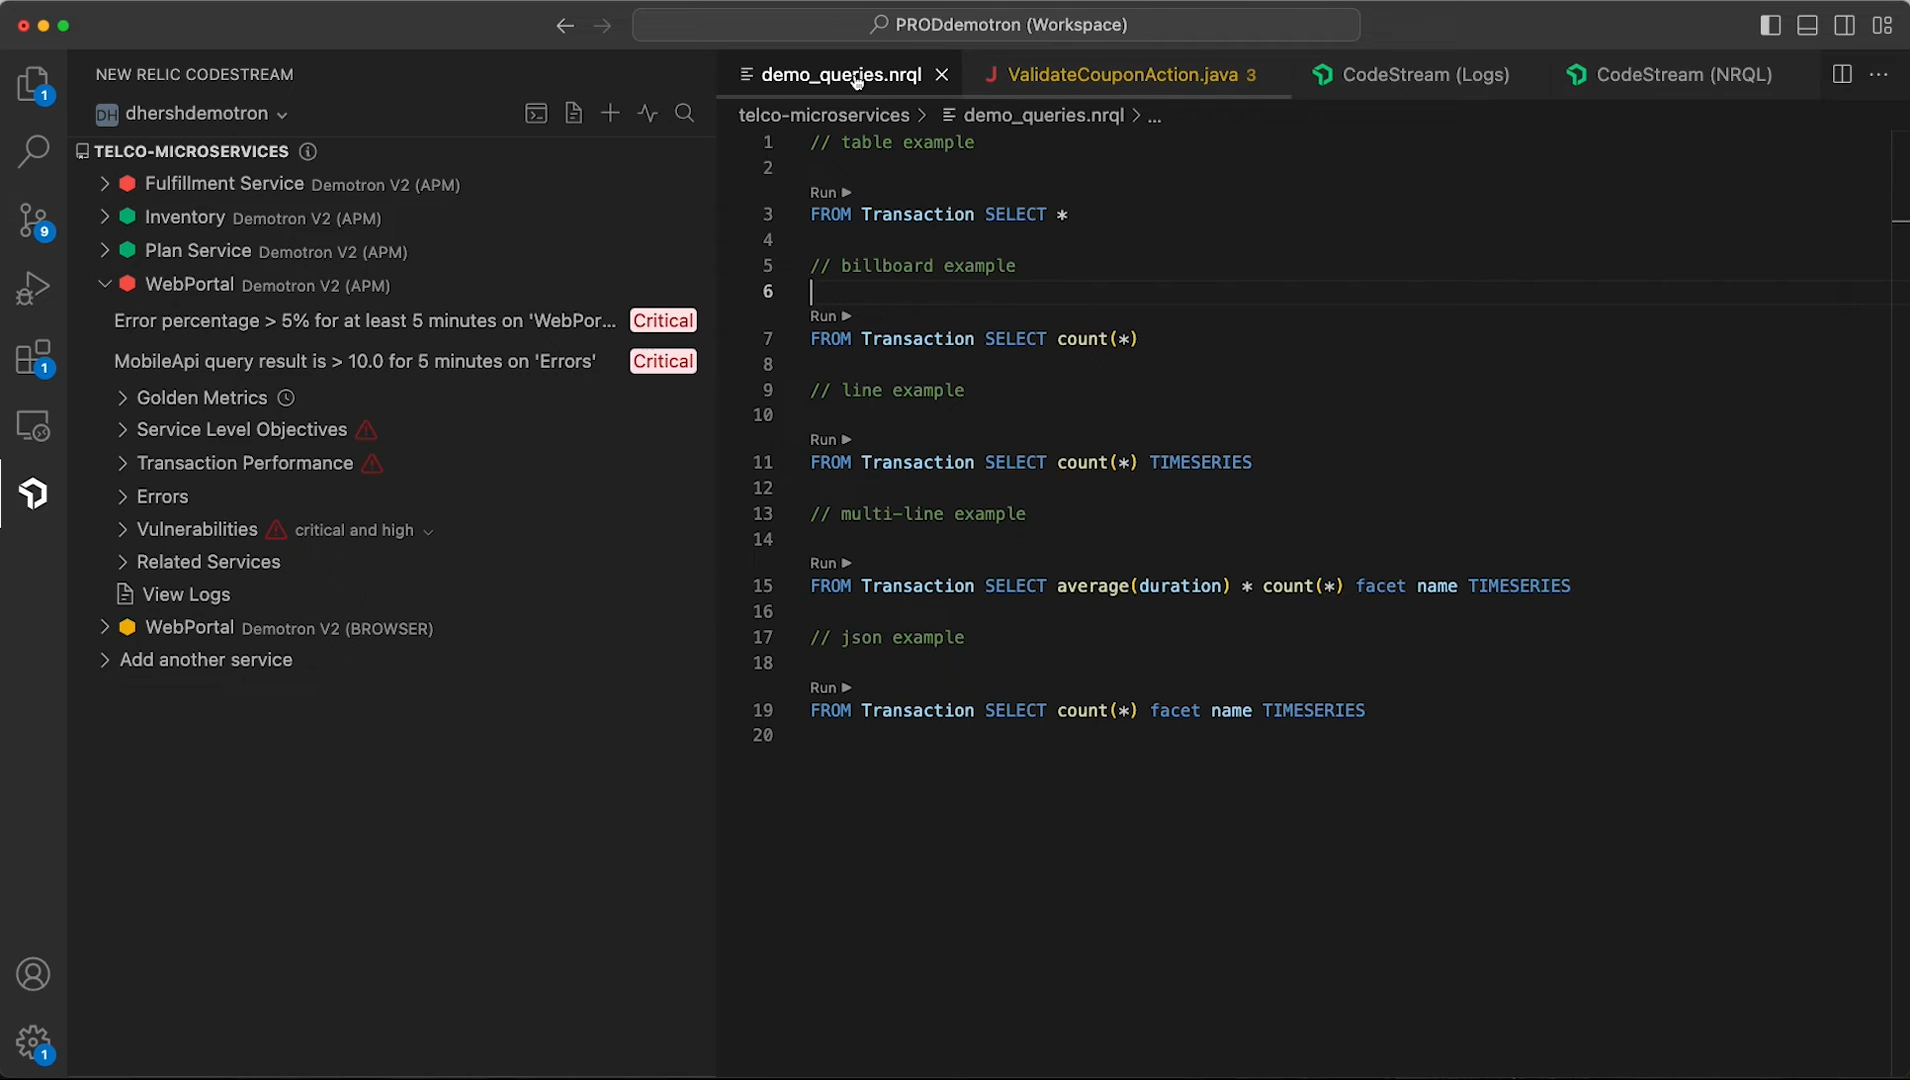 PRODdemotron (Workspace)
NEW RELIC CODESTREAM
DH dhershdemotron
TELCO-MICROSERVICES
Fulfillment Service Demotron V2 (APM)
Inventory Demotron V2 (APM)
Plan Service Demotron V2 (APM)
WebPortal Demotron V2 (APM)
Error percentage > 5% for at least 5 minutes on 'WebPor... Critical
MobileApi query result is > 10.0 for 5 minutes on 'Errors' Critical
Golden Metrics
Service Level Objectives
Transaction Performance
Errors
Vulnerabilities critical and high
Related Services
View Logs
WebPortal Demotron V2 (BROWSER)
Add another service
1
9
1
1
demo_queries.nrql
J ValidateCouponAction.java 3
CodeStream (Logs)
CodeStream (NRQL)
telco-microservices > demo_queries.nrql > ...
1 // table example
2
Run
3 FROM Transaction SELECT *
4
5 // billboard example
6
Run
7 FROM Transaction SELECT count(*)
8
9 // line example
10
Run
11 FROM Transaction SELECT count(*) TIMESERIES
12
13 // multi-line example
14
Run
15 FROM Transaction SELECT average(duration) * count(*) facet name TIMESERIES
16
17 // json example
18
Run
19 FROM Transaction SELECT count(*) facet name TIMESERIES
20